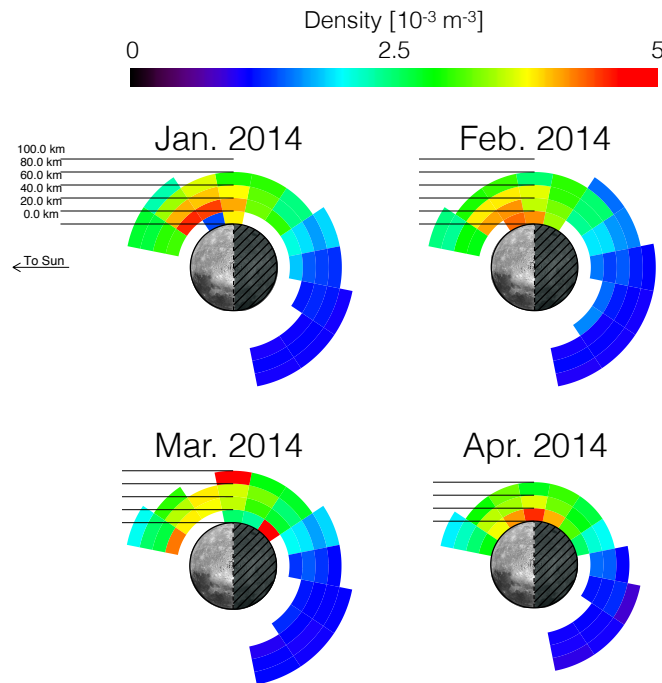 Density [10⁻³ m⁻³]
0 2.5 5
Jan. 2014 Feb. 2014
100.0 km
80.0 km
60.0 km
40.0 km
20.0 km
0.0 km
To Sun
Mar. 2014 Apr. 2014